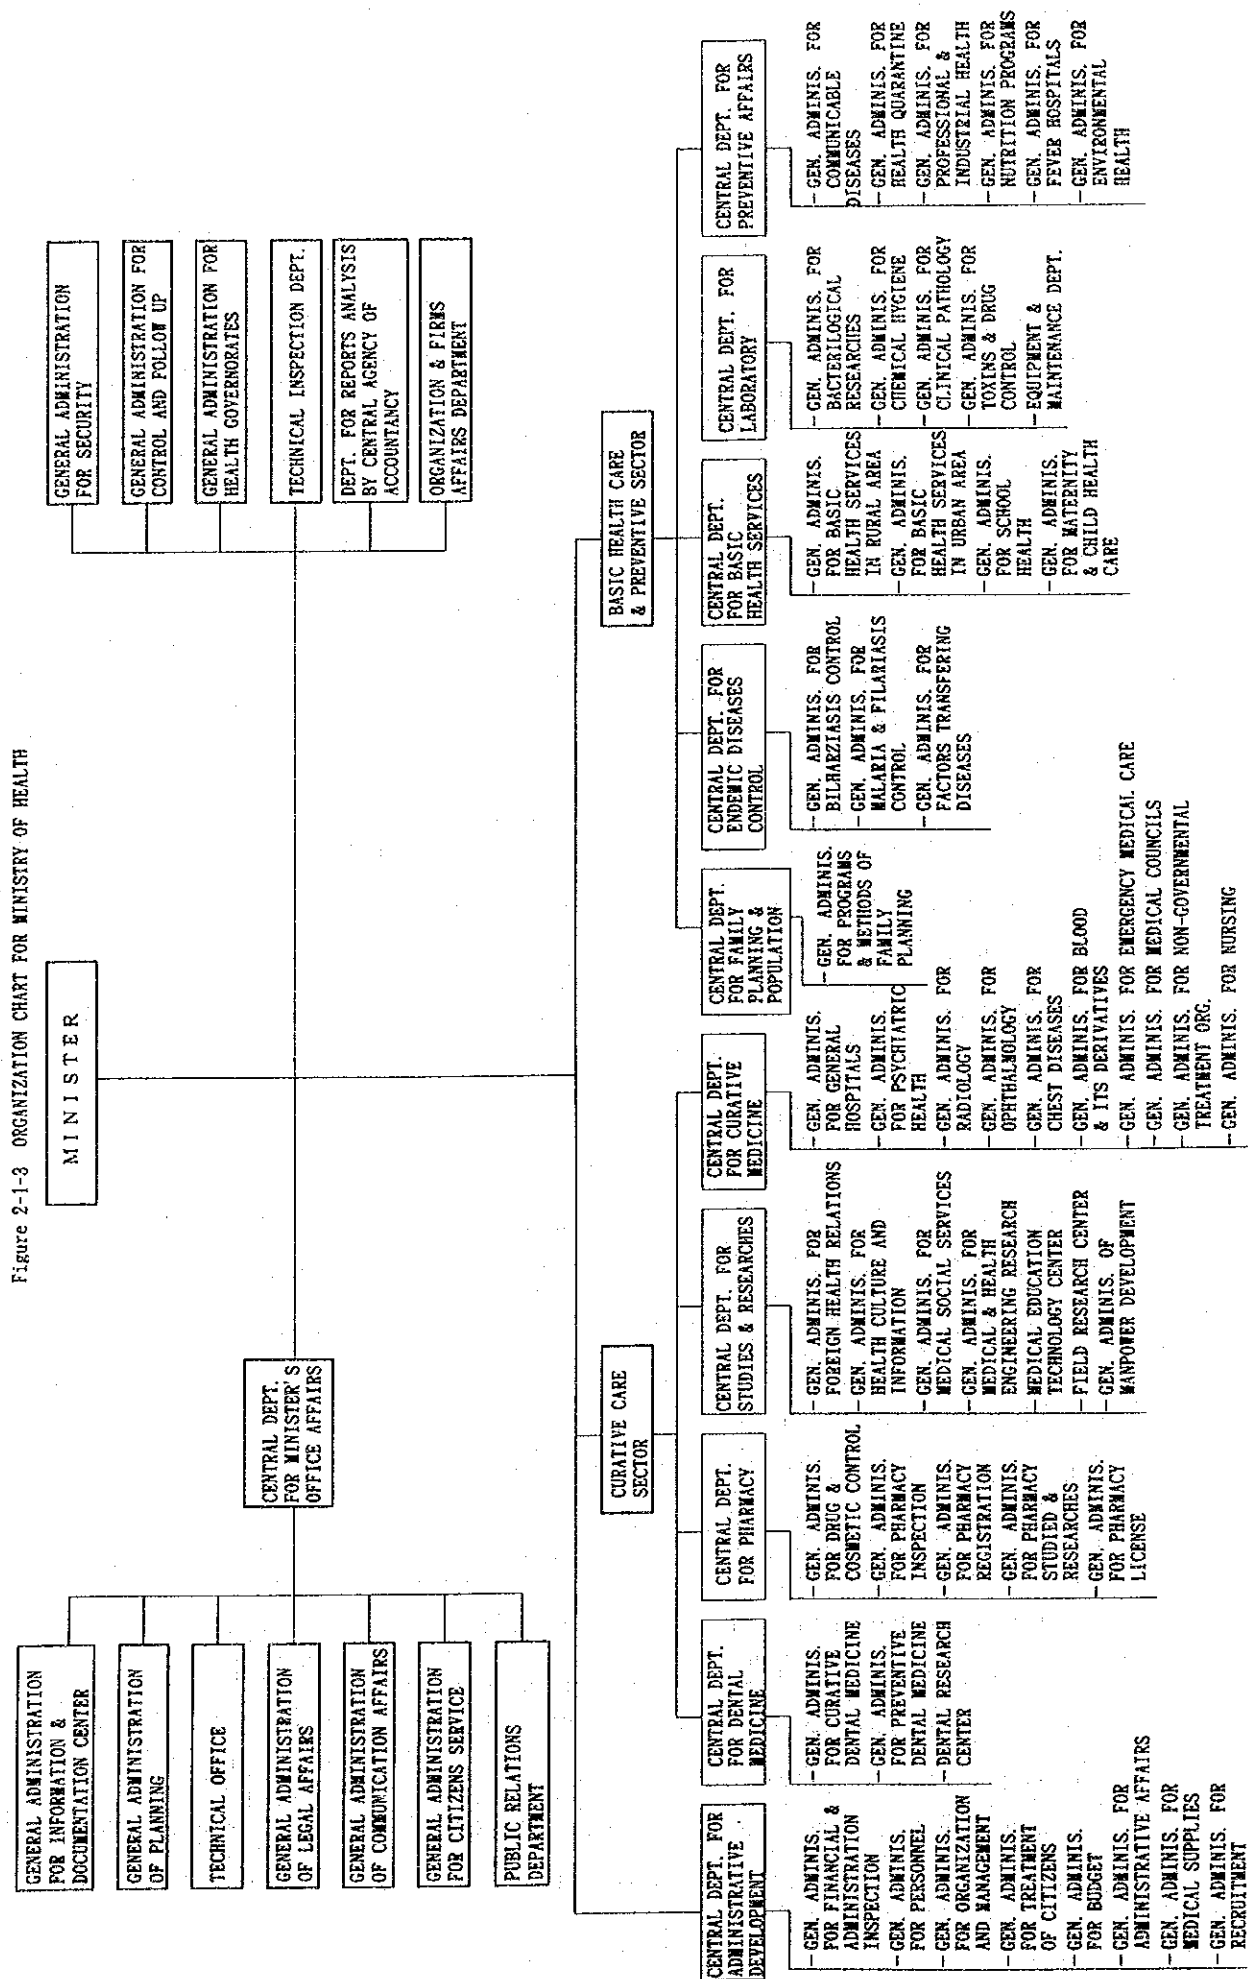 Figure 2-1-3 ORGANIZATION CHART FOR MINISTRY OF HEALTH
MINISTER
GENERAL ADMINISTRATION
FOR INFORMATION &
DOCUMENTATION CENTER
GENERAL ADMINISTRATION
OF PLANNING
TECHNICAL OFFICE
GENERAL ADMINISTRATION
OF LEGAL AFFAIRS
GENERAL ADMINISTRATION
OF COMMUNICATION AFFAIRS
GENERAL ADMINISTRATION
FOR CITIZENS SERVICE
PUBLIC RELATIONS
DEPARTMENT
CENTRAL DEPT.
FOR MINISTER'S
OFFICE AFFAIRS
GENERAL ADMINISTRATION
FOR SECURITY
GENERAL ADMINISTRATION FOR
CONTROL AND FOLLOW UP
GENERAL ADMINISTRATION FOR
HEALTH GOVERNORATES
TECHNICAL INSPECTION DEPT.
DEPT. FOR REPORTS ANALYSIS
BY CENTRAL AGENCY OF
ACCOUNTANCY
ORGANIZATION & FIRMS
AFFAIRS DEPARTMENT
CURATIVE CARE
SECTOR
BASIC HEALTH CARE
& PREVENTIVE SECTOR
CENTRAL DEPT. FOR
ADMINISTRATIVE
DEVELOPMENT
- GEN. ADMINIS.
FOR FINANCIAL &
ADMINISTRATION
INSPECTION
- GEN. ADMINIS.
FOR PERSONNEL
- GEN. ADMINIS.
FOR ORGANIZATION
AND MANAGEMENT
- GEN. ADMINIS.
FOR TREATMENT
OF CITIZENS
- GEN. ADMINIS.
FOR BUDGET
- GEN. ADMINIS. FOR
ADMINISTRATIVE AFFAIRS
- GEN. ADMINIS. FOR
MEDICAL SUPPLIES
- GEN. ADMINIS. FOR
RECRUITMENT
CENTRAL DEPT.
FOR DENTAL
MEDICINE
- GEN. ADMINIS.
FOR CURATIVE
DENTAL MEDICINE
- GEN. ADMINIS.
FOR PREVENTIVE
DENTAL MEDICINE
- DENTAL RESEARCH
CENTER
CENTRAL DEPT.
FOR PHARMACY
- GEN. ADMINIS.
FOR DRUG &
COSMETIC CONTROL
- GEN. ADMINIS.
FOR PHARMACY
INSPECTION
- GEN. ADMINIS.
FOR PHARMACY
REGISTRATION
- GEN. ADMINIS.
FOR PHARMACY
STUDIED &
RESEARCHES
- GEN. ADMINIS.
FOR PHARMACY
LICENSE
CENTRAL DEPT. FOR
STUDIES & RESEARCHES
- GEN. ADMINIS. FOR
FOREIGN HEALTH RELATIONS
- GEN. ADMINIS. FOR
HEALTH CULTURE AND
INFORMATION
- GEN. ADMINIS. FOR
MEDICAL SOCIAL SERVICES
- GEN. ADMINIS. FOR
MEDICAL & HEALTH
ENGINEERING RESEARCH
- MEDICAL EDUCATION
TECHNOLOGY CENTER
- FIELD RESEARCH CENTER
- GEN. ADMINIS. OF
MANPOWER DEVELOPMENT
CENTRAL DEPT.
FOR CURATIVE
MEDICINE
- GEN. ADMINIS.
FOR GENERAL
HOSPITALS
- GEN. ADMINIS.
FOR PSYCHIATRIC
HEALTH
- GEN. ADMINIS. FOR
RADIOLOGY
- GEN. ADMINIS. FOR
OPHTHALMOLOGY
- GEN. ADMINIS. FOR
CHEST DISEASES
- GEN. ADMINIS. FOR BLOOD
& ITS DERIVATIVES
- GEN. ADMINIS. FOR EMERGENCY MEDICAL CARE
- GEN. ADMINIS. FOR MEDICAL COUNCILS
- GEN. ADMINIS. FOR NON-GOVERNMENTAL
TREATMENT ORG.
- GEN. ADMINIS. FOR NURSING
CENTRAL DEPT.
FOR FAMILY
PLANNING &
POPULATION
- GEN. ADMINIS.
FOR PROGRAMS
& METHODS OF
FAMILY
PLANNING
CENTRAL DEPT. FOR
ENDEMIC DISEASES
CONTROL
- GEN. ADMINIS. FOR
BILHARZIASIS CONTROL
- GEN. ADMINIS. FOR
MALARIA & FILARIASIS
CONTROL
- GEN. ADMINIS. FOR
FACTORS TRANSFERING
DISEASES
CENTRAL DEPT.
FOR BASIC
HEALTH SERVICES
- GEN. ADMINIS.
FOR BASIC
HEALTH SERVICES
IN RURAL AREA
- GEN. ADMINIS.
FOR BASIC
HEALTH SERVICES
IN URBAN AREA
- GEN. ADMINIS.
FOR SCHOOL
HEALTH
- GEN. ADMINIS.
FOR MATERNITY
& CHILD HEALTH
CARE
CENTRAL DEPT. FOR
LABORATORY
- GEN. ADMINIS. FOR
BACTERILOGICAL
RESEARCHES
- GEN. ADMINIS. FOR
CHEMICAL HYGIENE
- GEN. ADMINIS. FOR
CLINICAL PATHOLOGY
- GEN. ADMINIS. FOR
TOXINS & DRUG
CONTROL
- EQUIPMENT &
MAINTENANCE DEPT.
CENTRAL DEPT. FOR
PREVENTIVE AFFAIRS
- GEN. ADMINIS. FOR
COMMUNICABLE
DISEASES
- GEN. ADMINIS. FOR
HEALTH QUARANTINE
- GEN. ADMINIS. FOR
PROFESSIONAL &
INDUSTRIAL HEALTH
- GEN. ADMINIS. FOR
NUTRITION PROGRAMS
- GEN. ADMINIS. FOR
FEVER HOSPITALS
- GEN. ADMINIS. FOR
ENVIRONMENTAL
HEALTH